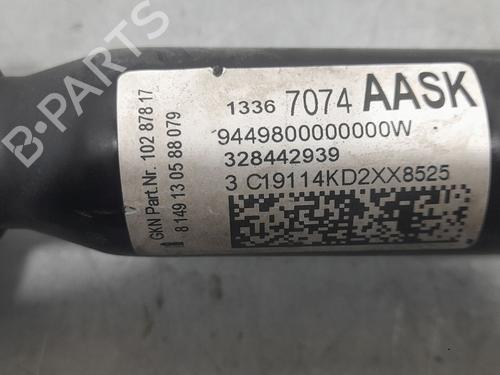 1336 7074 AASK
9449800000000W
328442939
3 C19114KD2XX8525
GKN Part.Nr. 102 878 17
8 149 13 05 88 079
B-PARTS